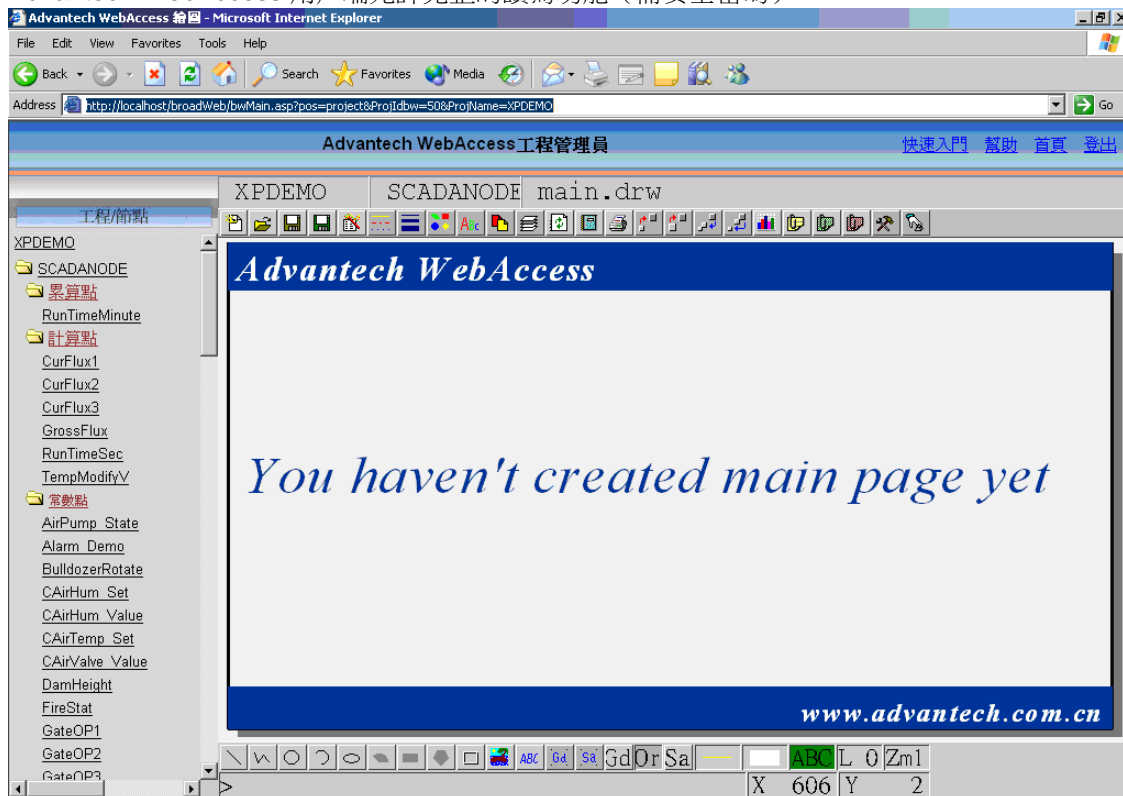 Advantech WebAccess 繪圖 - Microsoft Internet Explorer
File Edit View Favorites Tools Help
Back Search Favorites Media
Address http://localhost/broadWeb/bwMain.asp?pos=project&ProjIdbw=50&ProjName=XPDEMO Go
Advantech WebAccess工程管理員 快速入門 幫助 首頁 登出
XPDEMO SCADANODE main.drw
工程/節點
XPDEMO
SCADANODE
累算點
RunTimeMinute
計算點
CurFlux1
CurFlux2
CurFlux3
GrossFlux
RunTimeSec
TempModifyV
常數點
AirPump_State
Alarm_Demo
BulldozerRotate
CAirHum_Set
CAirHum_Value
CAirTemp_Set
CAirValve_Value
DamHeight
FireStat
GateOP1
GateOP2
GateOP3
Advantech WebAccess
You haven't created main page yet
www.advantech.com.cn
ABC Gd Sa Gd Or Sa ABC L 0 Zm1
> X 606 Y 2